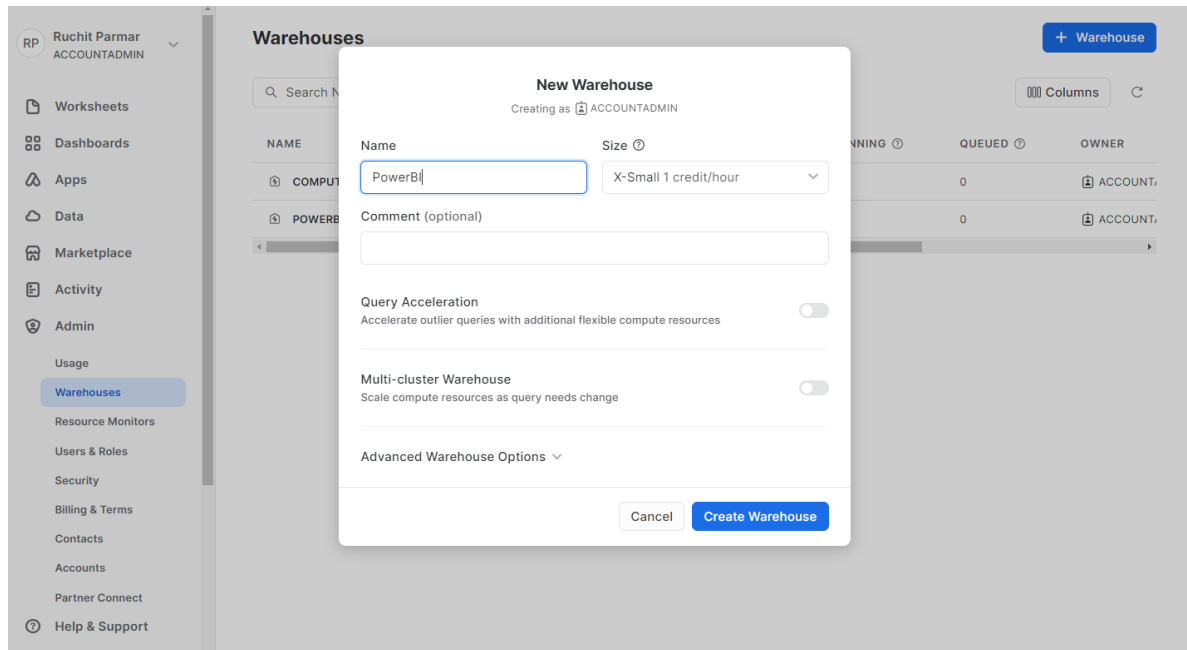 RP
Ruchit Parmar
ACCOUNTADMIN
Worksheets
Dashboards
Apps
Data
Marketplace
Activity
Admin
Usage
Warehouses
Resource Monitors
Users & Roles
Security
Billing & Terms
Contacts
Accounts
Partner Connect
Help & Support
Warehouses
+ Warehouse
Search N
Columns
NAME
NNING
QUEUED
OWNER
COMPUT
0
ACCOUNT
POWERB
0
ACCOUNT
New Warehouse
Creating as ACCOUNTADMIN
Name
Size
PowerBI
X-Small 1 credit/hour
Comment (optional)
Query Acceleration
Accelerate outlier queries with additional flexible compute resources
Multi-cluster Warehouse
Scale compute resources as query needs change
Advanced Warehouse Options
Cancel
Create Warehouse